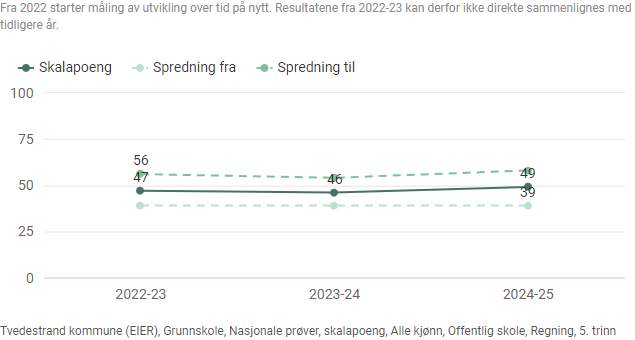 Fra 2022 starter måling av utvikling over tid på nytt. Resultatene fra 2022-23 kan derfor ikke direkte sammenlignes med
tidligere år.
Skalapoeng Spredning fra Spredning til
100
75
50
25
0
56
47
46
49
39
2022-23 2023-24 2024-25
Tvedestrand kommune (EIER), Grunnskole, Nasjonale prøver, skalapoeng, Alle kjønn, Offentlig skole, Regning, 5. trinn